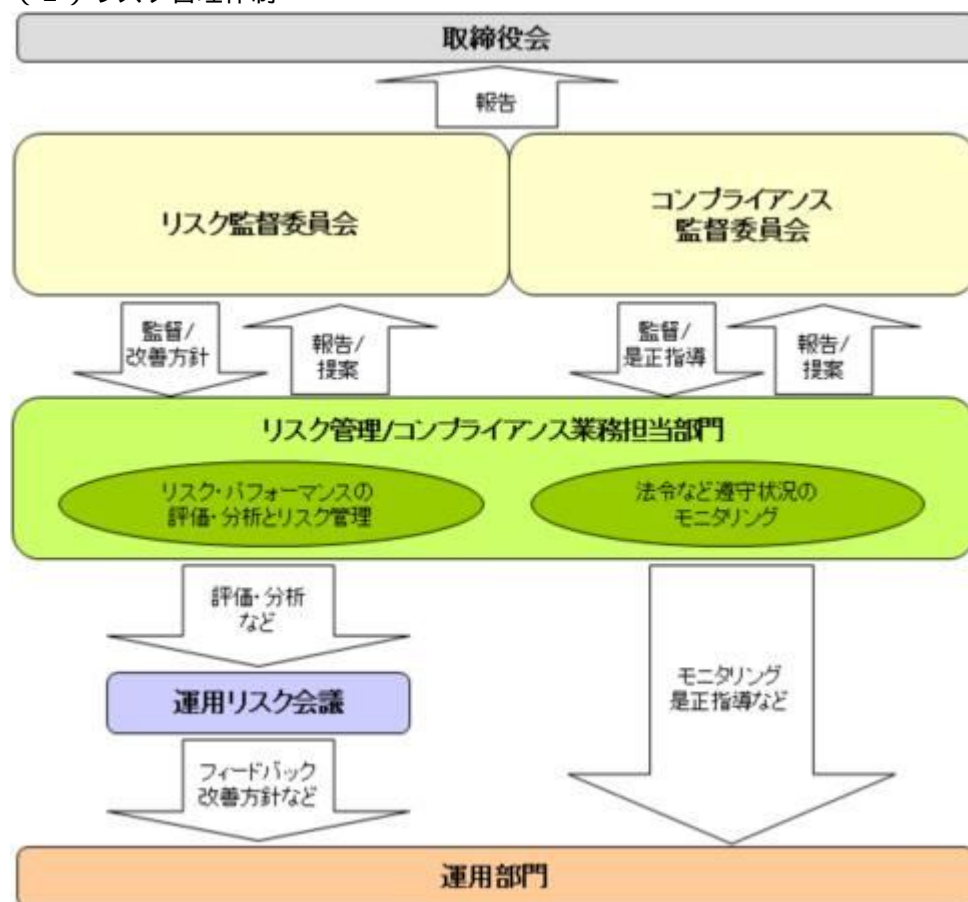 リスク管理体制
取締役会
報告
リスク監督委員会
コンプライアンス
監督委員会
監督/
改善方針
報告/
提案
監督/
是正指導
報告/
提案
リスク管理/コンプライアンス業務担当部門
リスク・パフォーマンスの
評価・分析とリスク管理
法令など遵守状況の
モニタリング
評価・分析
など
運用リスク会議
モニタリング
是正指導など
フィードバック
改善方針など
運用部門